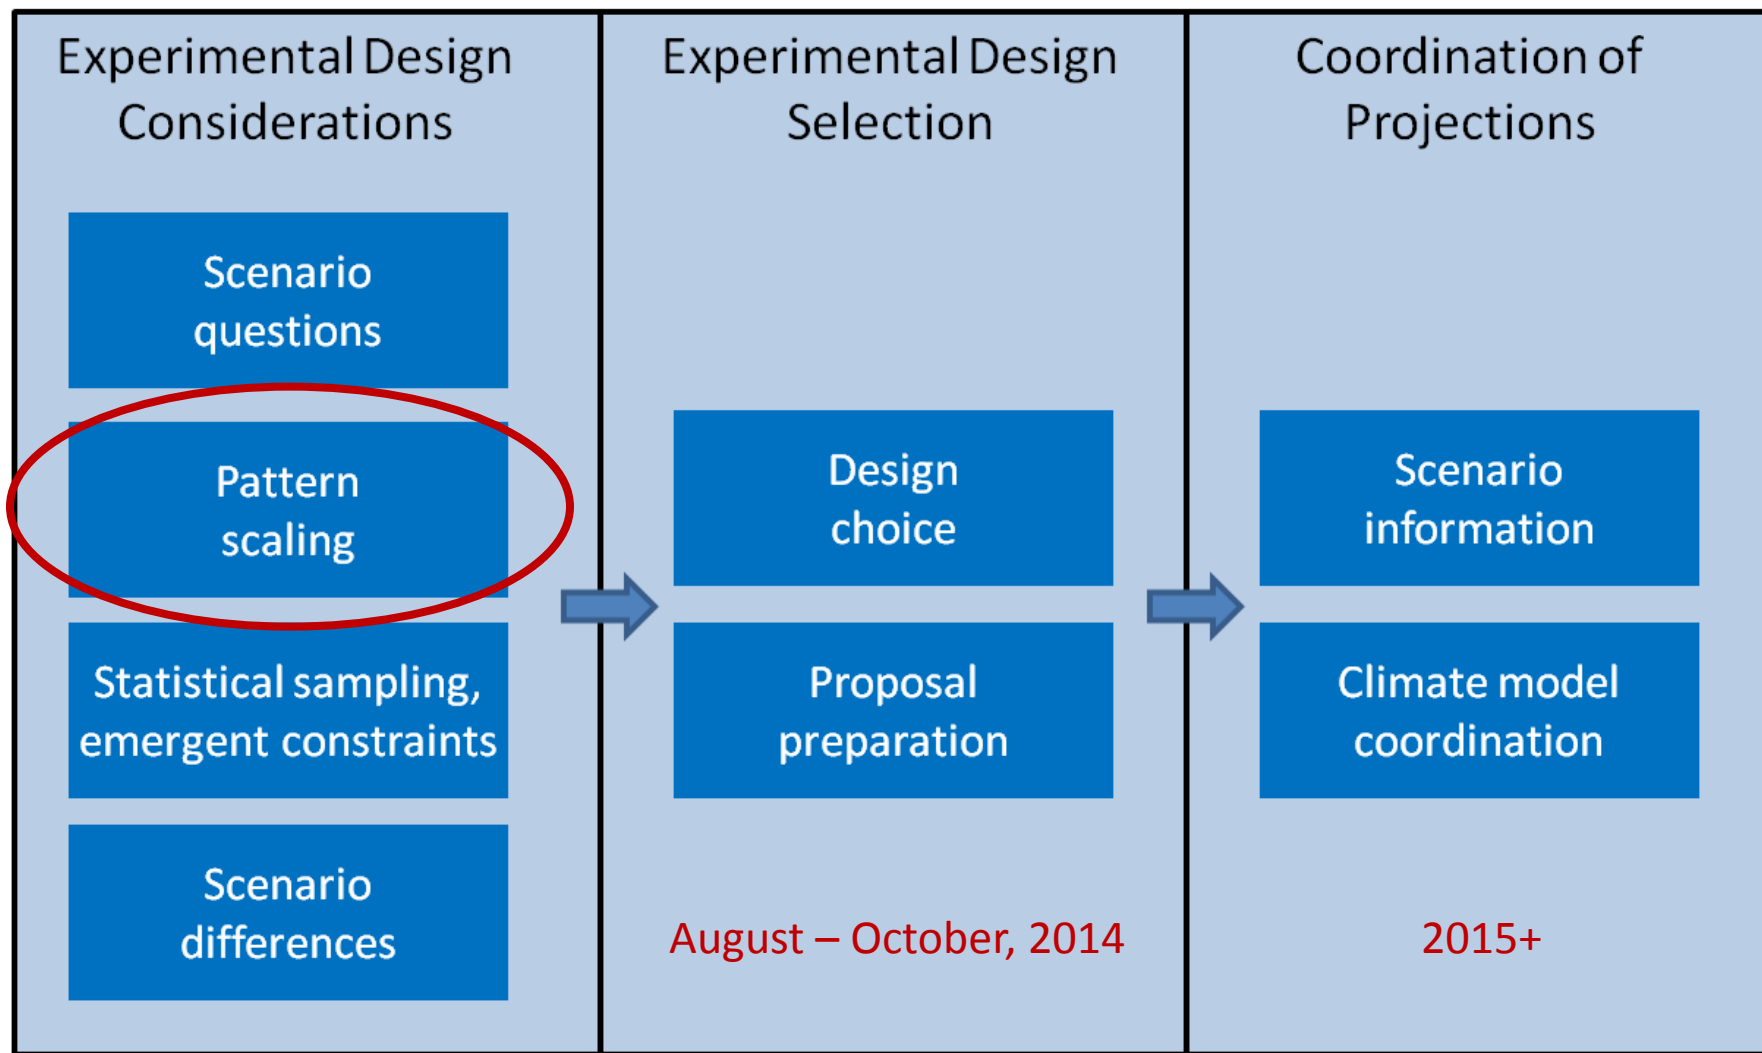 Experimental Design
Considerations
Scenario
questions
Pattern
scaling
Statistical sampling,
emergent constraints
Scenario
differences
Experimental Design
Selection
Design
choice
Proposal
preparation
August – October, 2014
Coordination of
Projections
Scenario
information
Climate model
coordination
2015+